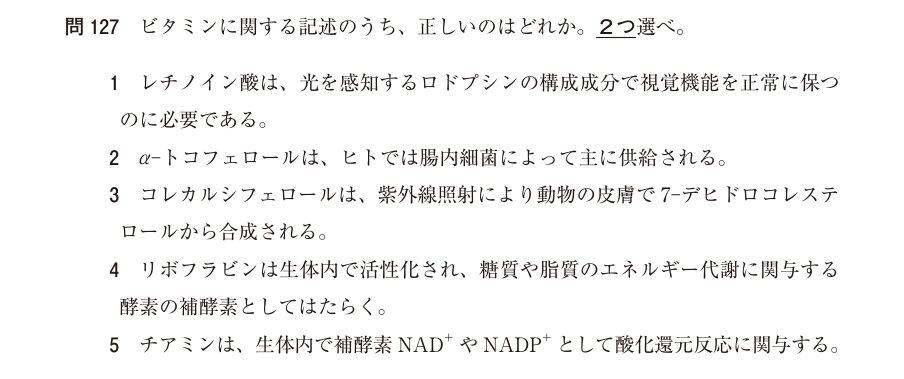 問 127　ビタミンに関する記述のうち、正しいのはどれか。２つ選べ。
1　レチノイン酸は、光を感知するロドプシンの構成成分で視覚機能を正常に保つ
のに必要である。
2　α-トコフェロールは、ヒトでは腸内細菌によって主に供給される。
3　コレカルシフェロールは、紫外線照射により動物の皮膚で 7-デヒドロコレステ
ロールから合成される。
4　リボフラビンは生体内で活性化され、糖質や脂質のエネルギー代謝に関与する
酵素の補酵素としてはたらく。
5　チアミンは、生体内で補酵素 NAD⁺ や NADP⁺ として酸化還元反応に関与する。